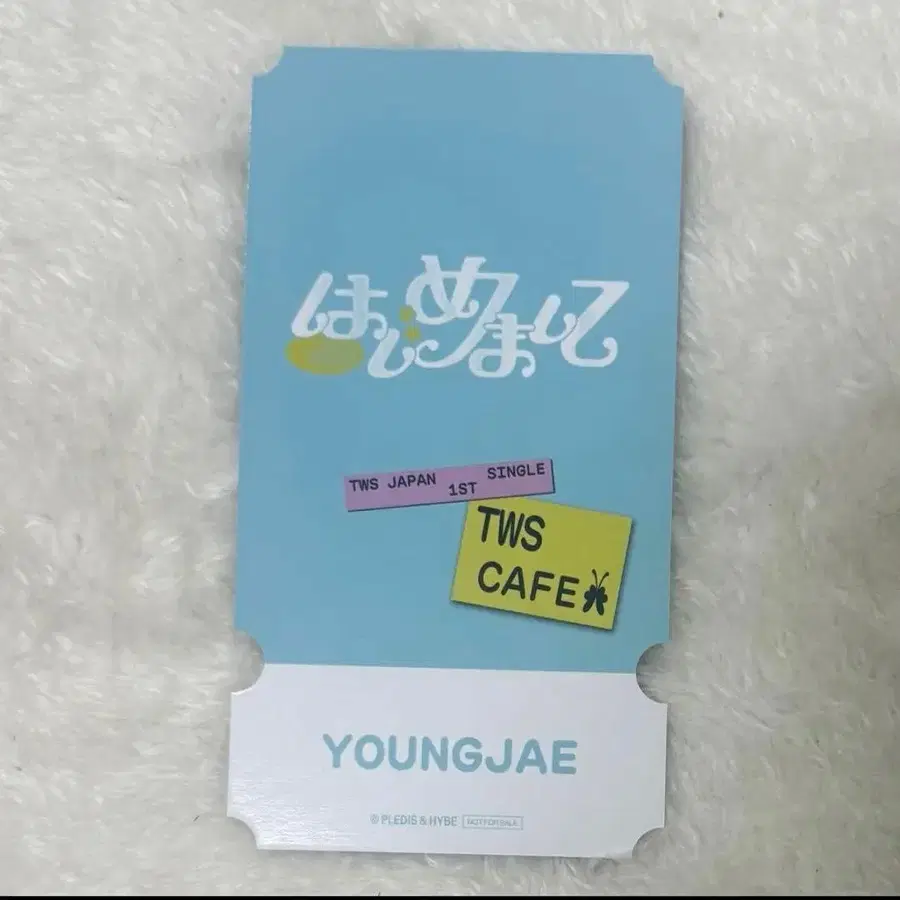 はじめまして
TWS JAPAN 1ST SINGLE
TWS
CAFE
YOUNGJAE
© PLEDIS & HYBE NOT FOR SALE